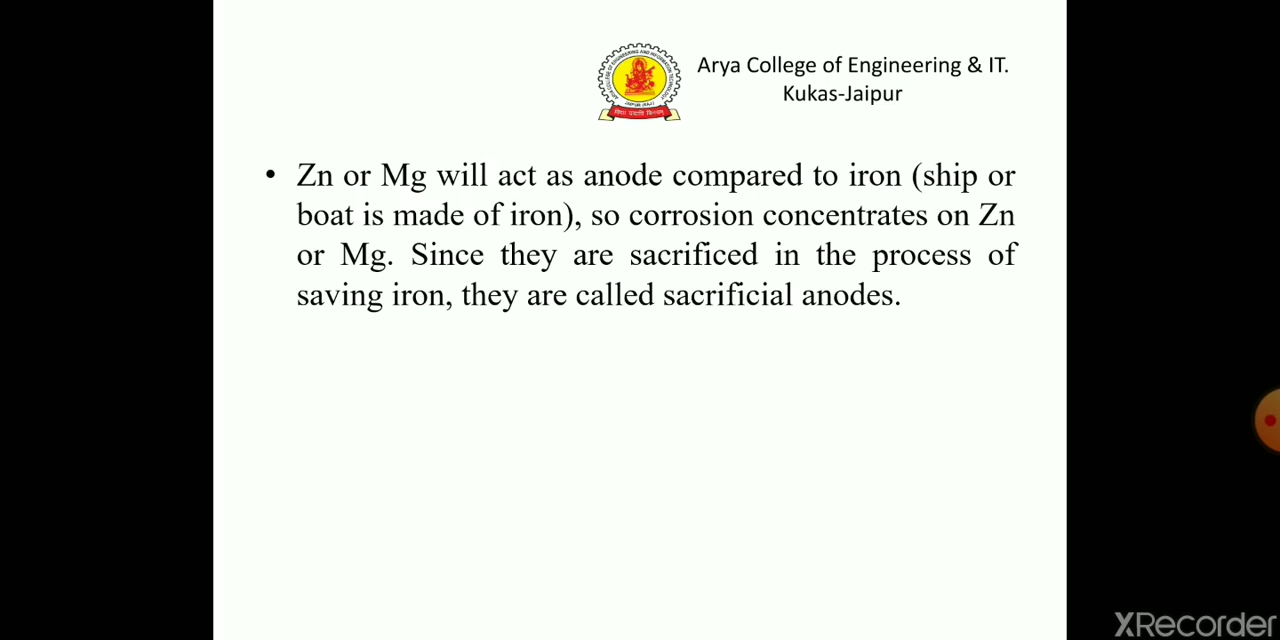 Arya College of Engineering & IT.
Kukas-Jaipur
• Zn or Mg will act as anode compared to iron (ship or
boat is made of iron), so corrosion concentrates on Zn
or Mg. Since they are sacrificed in the process of
saving iron, they are called sacrificial anodes.
XRecorder